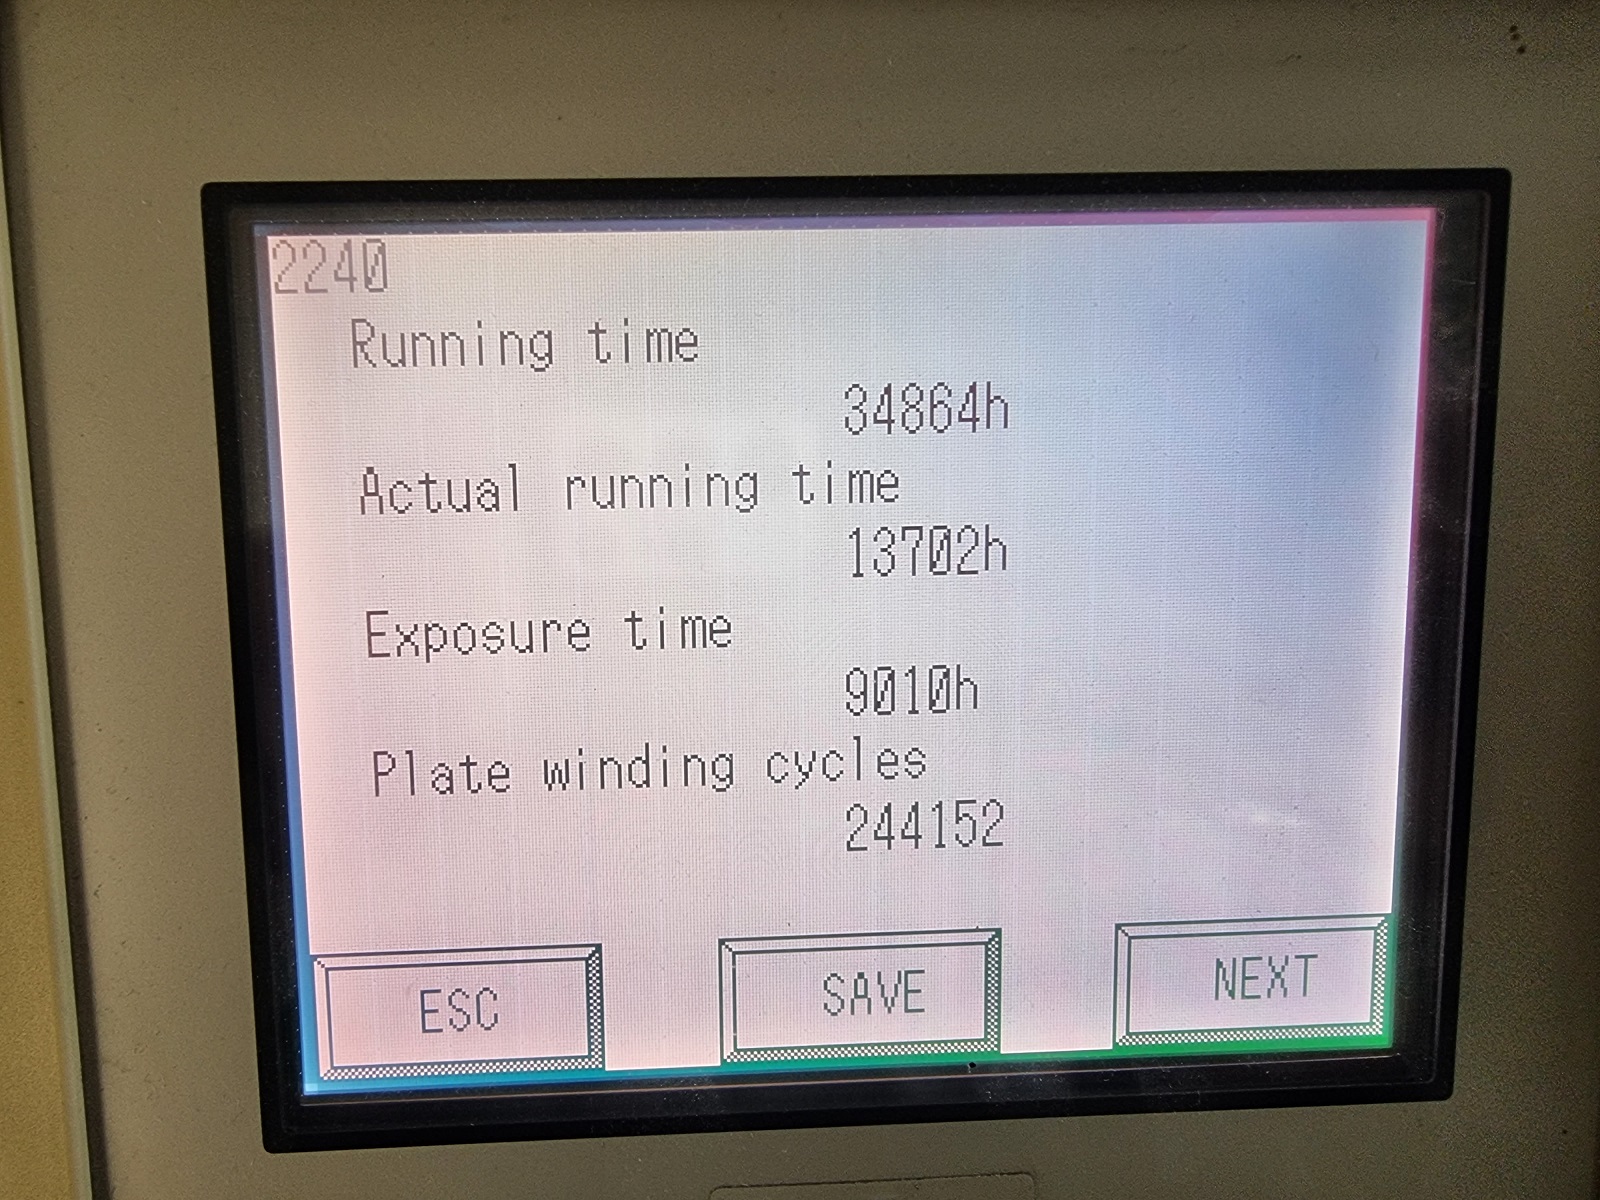 2240
Running time
34864h
Actual running time
13702h
Exposure time
9010h
Plate winding cycles
244152
ESC SAVE NEXT